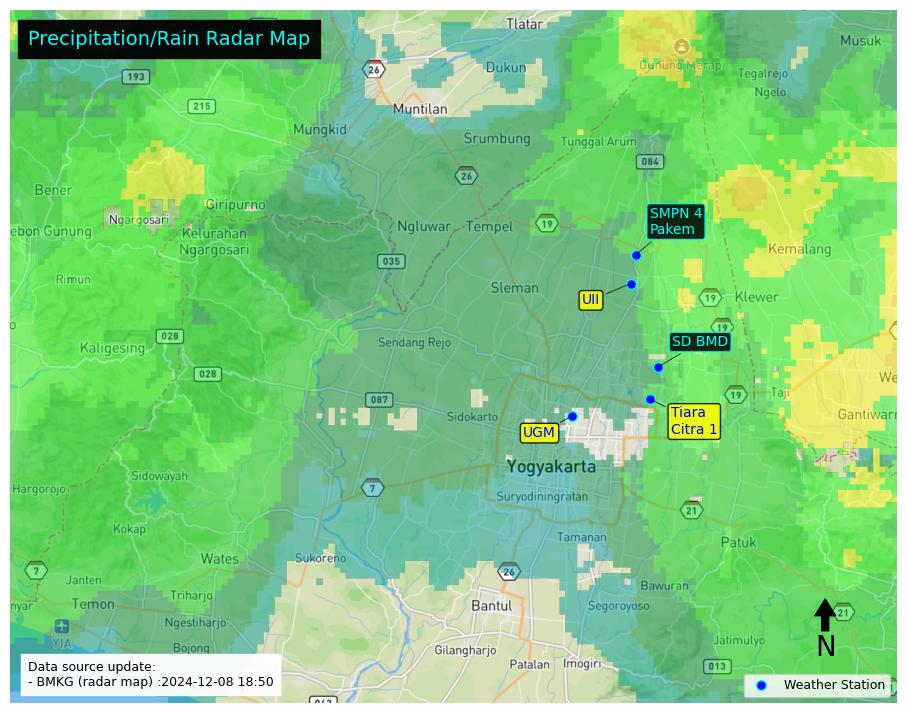 Precipitation/Rain Radar Map
Tlatar
Musuk
26
193
Dukun
Gunung Merapi
Tegalrejo
Ngelo
215
Muntilan
Mungkid
Srumbung
Tunggal Arum
084
26
Bener
Giripurno
Ngargosari
SMPN 4
Pakem
ebon Gunung
Kelurahan
Ngargosari
Ngluwar
Tempel
19
Kemalang
035
Rimun
Sleman
UII
19
Klewer
19
028
Sendang Rejo
SD BMD
Kaligesing
028
We
087
19
Taji
Sidokarto
Tiara
Citra 1
Gantiwarn
UGM
Yogyakarta
Sidowayah
Hargorojo
7
Suryodiningratan
21
Kokap
Tamanan
Patuk
Wates
Sukoreno
7
Janten
26
Bawuran
nyar
Temon
Triharjo
Bantul
Segoroyoso
21
Ngestiharjo
YIA
Bojong
Gilangharjo
Jatimulyo
N
Patalan
Imogiri
013
Data source update:
- BMKG (radar map) :2024-12-08 18:50
Weather Station